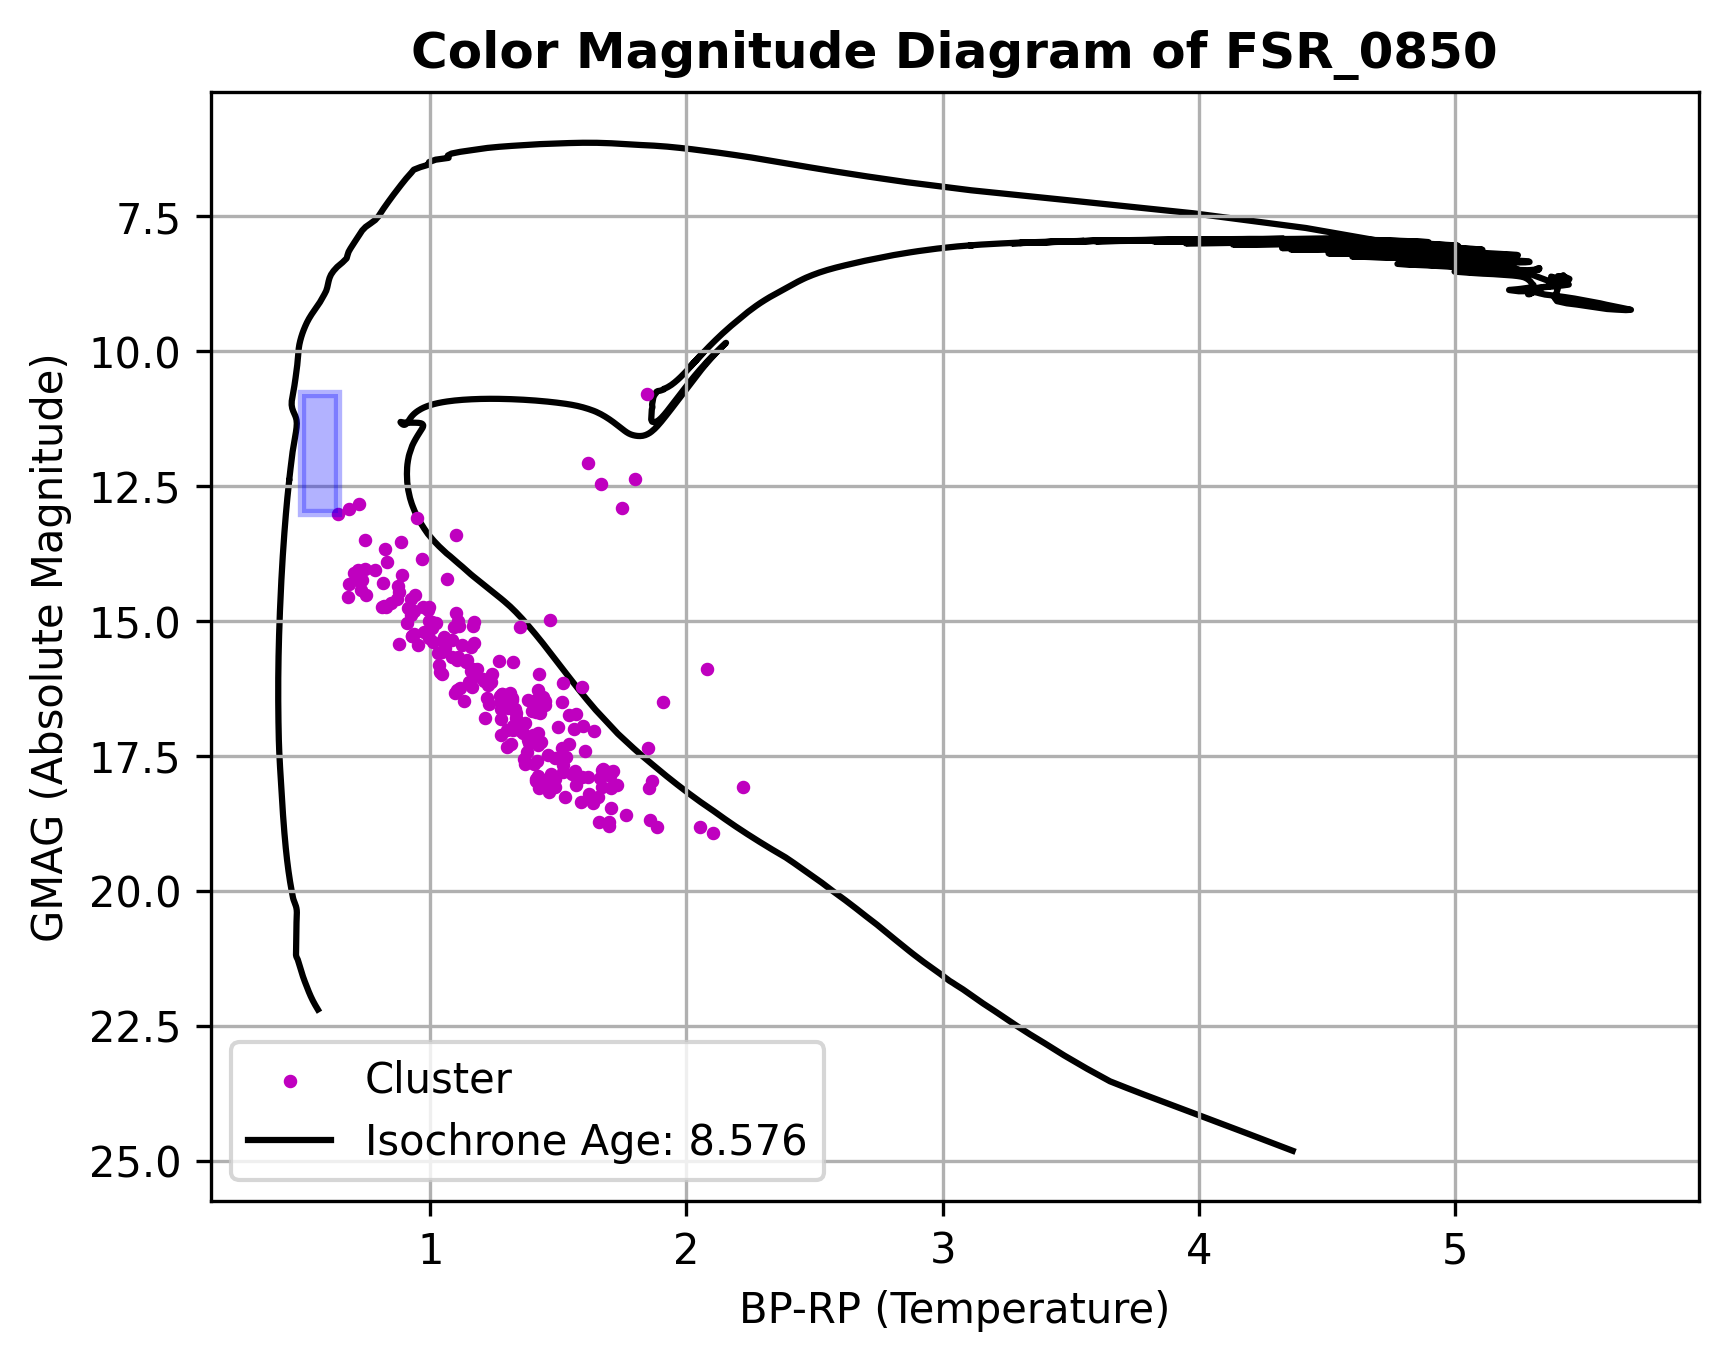 Color Magnitude Diagram of FSR_0850
GMAG (Absolute Magnitude)
7.5
10.0
12.5
15.0
17.5
20.0
22.5
25.0
Cluster
Isochrone Age: 8.576
1 2 3 4 5
BP-RP (Temperature)